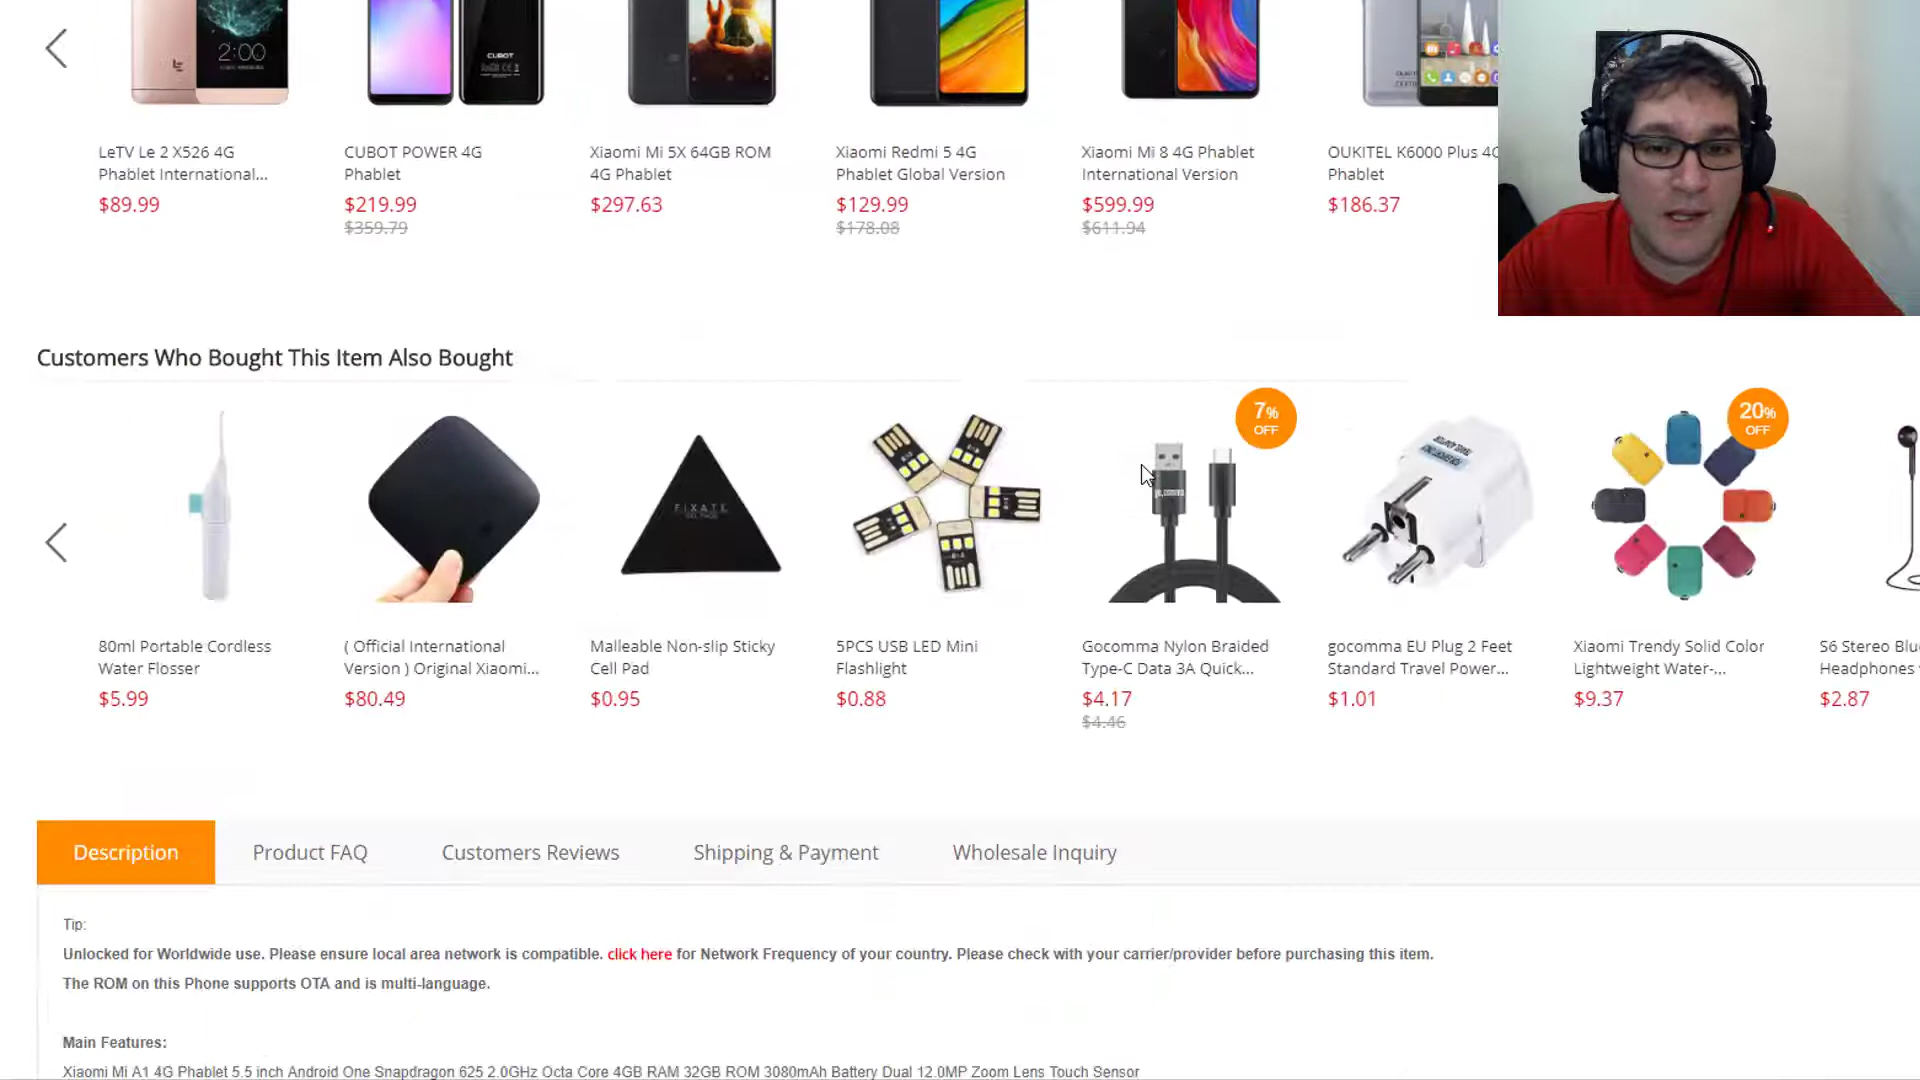 2:00
CUBOT
LeTV Le 2 X526 4G
Phablet International...
$89.99
CUBOT POWER 4G
Phablet
$219.99
$359.79
Xiaomi Mi 5X 64GB ROM
4G Phablet
$297.63
Xiaomi Redmi 5 4G
Phablet Global Version
$129.99
$178.08
Xiaomi Mi 8 4G Phablet
International Version
$599.99
$611.94
OUKITEL K6000 Plus 4G
Phablet
$186.37
Customers Who Bought This Item Also Bought
FIXATE
7%
OFF
20%
OFF
80ml Portable Cordless
Water Flosser
$5.99
( Official International
Version ) Original Xiaomi...
$80.49
Malleable Non-slip Sticky
Cell Pad
$0.95
5PCS USB LED Mini
Flashlight
$0.88
Gocomma Nylon Braided
Type-C Data 3A Quick...
$4.17
$4.46
gocomma EU Plug 2 Feet
Standard Travel Power...
$1.01
Xiaomi Trendy Solid Color
Lightweight Water-...
$9.37
S6 Stereo Blu
Headphones
$2.87
Description
Product FAQ
Customers Reviews
Shipping & Payment
Wholesale Inquiry
Tip:
Unlocked for Worldwide use. Please ensure local area network is compatible. click here for Network Frequency of your country. Please check with your carrier/provider before purchasing this item.
The ROM on this Phone supports OTA and is multi-language.
Main Features:
Xiaomi Mi A1 4G Phablet 5.5 inch Android One Snapdragon 625 2.0GHz Octa Core 4GB RAM 32GB ROM 3080mAh Battery Dual 12.0MP Zoom Lens Touch Sensor